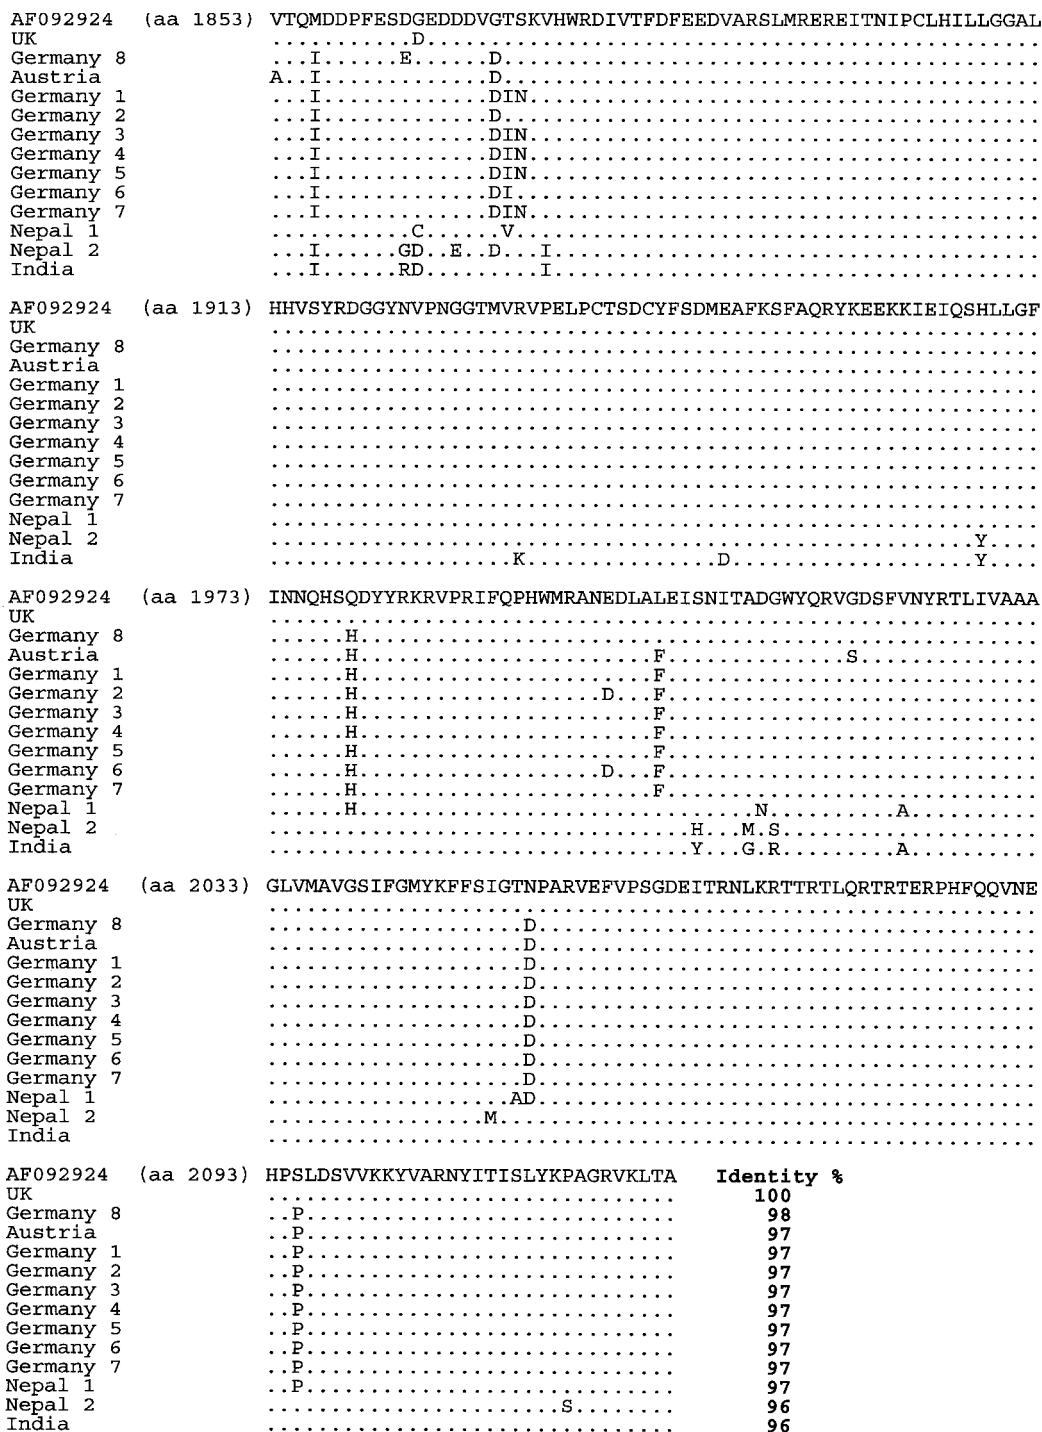 AF092924 (aa 1853) VTQMDDPFESDGEDDDVGTSKVHWRDIVTFDFEEDVARSLMREREITNIPCLHILLGGAL
UK ...........D................................................
Germany 8 ...I......E......D..........................................
Austria A..I.............D..........................................
Germany 1 ...I.............DIN........................................
Germany 2 ...I.............D..........................................
Germany 3 ...I.............DIN........................................
Germany 4 ...I.............DIN........................................
Germany 5 ...I.............DIN........................................
Germany 6 ...I.............DI.........................................
Germany 7 ...I.............DIN........................................
Nepal 1 ...........C......V.........................................
Nepal 2 ...I......GD..E..D...I......................................
India ...I......RD.........I......................................
AF092924 (aa 1913) HHVSYRDGGYNVPNGGTMVRVPELPCTSDCYFSDMEAFKSFAQRYKEEKKIEIQSHLLGF
UK ............................................................
Germany 8 ............................................................
Austria ............................................................
Germany 1 ............................................................
Germany 2 ............................................................
Germany 3 ............................................................
Germany 4 ............................................................
Germany 5 ............................................................
Germany 6 ............................................................
Germany 7 ............................................................
Nepal 1 ............................................................
Nepal 2 .......................................................Y....
India ...................K...............D...................Y....
AF092924 (aa 1973) INNQHSQDYYRKRVPRIFQPHWMRANEDLALEISNITADGWYQRVGDSFVNYRTLIVAAA
UK ............................................................
Germany 8 ......H.....................................................
Austria ......H.......................F..............S..............
Germany 1 ......H.......................F.............................
Germany 2 ......H...................D...F.............................
Germany 3 ......H.......................F.............................
Germany 4 ......H.......................F.............................
Germany 5 ......H.......................F.............................
Germany 6 ......H...................D...F.............................
Germany 7 ......H.......................F.............................
Nepal 1 ......H...............................N..........A..........
Nepal 2 .................................H...M.S....................
India .................................Y...G.R.........A..........
AF092924 (aa 2033) GLVMAVGSIFGMYKFFSIGTNPARVEFVPSGDEITRNLKRTTRTLQRTRTERPHFQQVNE
UK ............................................................
Germany 8 ....................D.......................................
Austria ....................D.......................................
Germany 1 ....................D.......................................
Germany 2 ....................D.......................................
Germany 3 ....................D.......................................
Germany 4 ....................D.......................................
Germany 5 ....................D.......................................
Germany 6 ....................D.......................................
Germany 7 ....................D.......................................
Nepal 1 ...................AD.......................................
Nepal 2 .................M..........................................
India ............................................................
AF092924 (aa 2093) HPSLDSVVKKYVARNYITISLYKPAGRVKLTA Identity %
UK ................................ 100
Germany 8 ..P............................. 98
Austria ..P............................. 97
Germany 1 ..P............................. 97
Germany 2 ..P............................. 97
Germany 3 ..P............................. 97
Germany 4 ..P............................. 97
Germany 5 ..P............................. 97
Germany 6 ..P............................. 97
Germany 7 ..P............................. 97
Nepal 1 ..P............................. 97
Nepal 2 .......................S........ 96
India ................................ 96